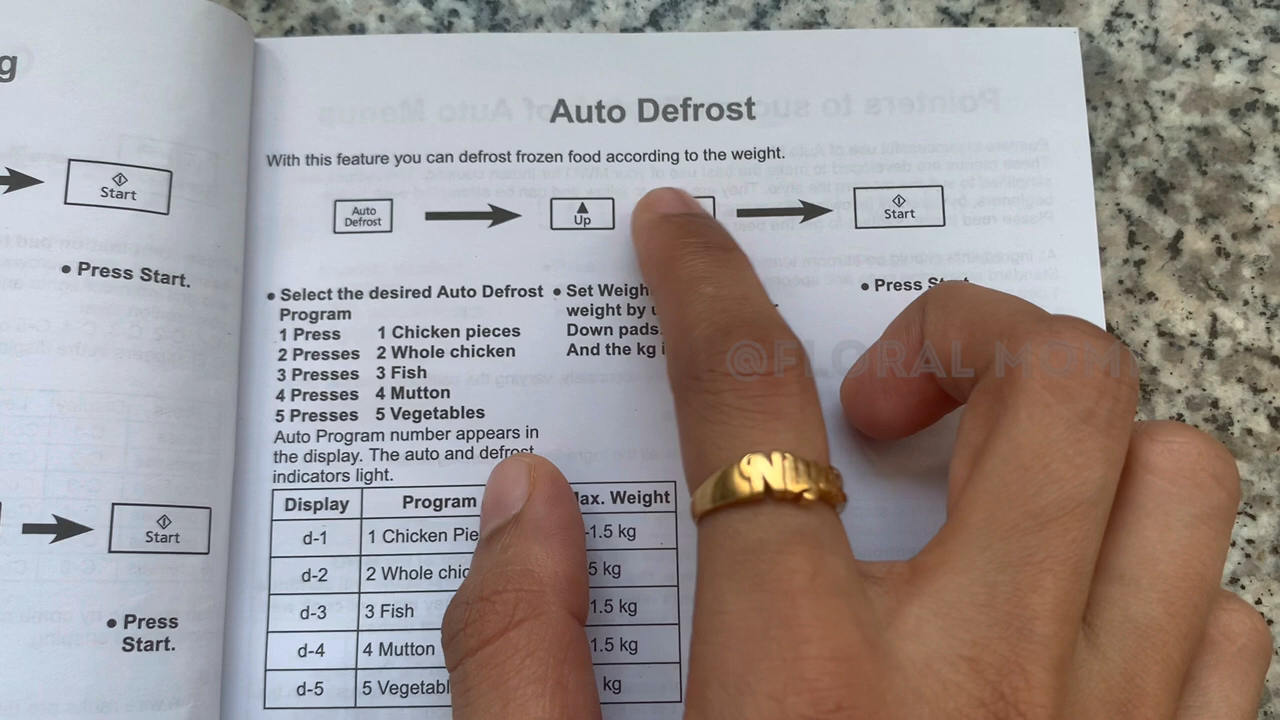 g
Start
• Press Start.
Start
• Press
Start.
Auto Defrost
With this feature you can defrost frozen food according to the weight.
Auto
Defrost
Up
Start
• Select the desired Auto Defrost
Program
1 Press 1 Chicken pieces
2 Presses 2 Whole chicken
3 Presses 3 Fish
4 Presses 4 Mutton
5 Presses 5 Vegetables
Auto Program number appears in
the display. The auto and defrost
indicators light.
• Set
weight by
Down pads.
And the kg
• Press
Display Program Weight
d-1 1 Chicken 1.5 kg
d-2 2 Whole kg
d-3 3 Fish 1.5 kg
d-4 4 Mutton 1.5 kg
d-5 5 kg
@FLORAL MOM